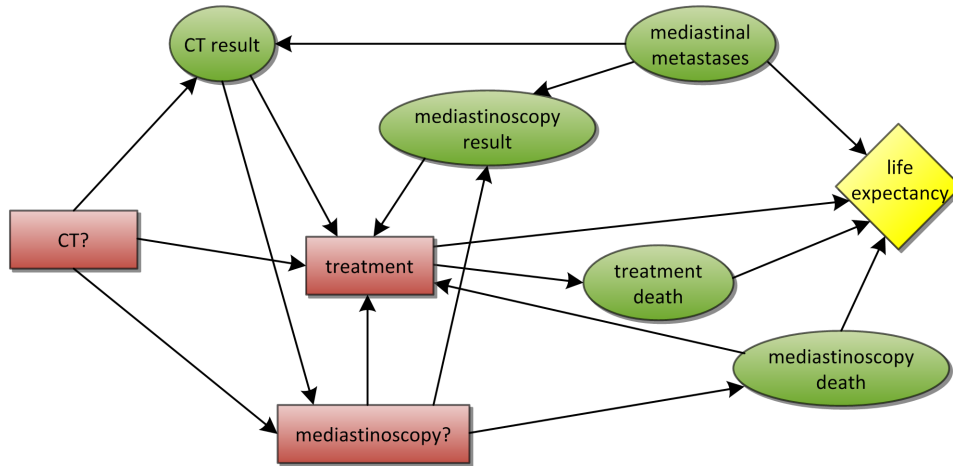 CT result
mediastinal
metastases
mediastinoscopy
result
life
expectancy
CT?
treatment
treatment
death
mediastinoscopy
death
mediastinoscopy?